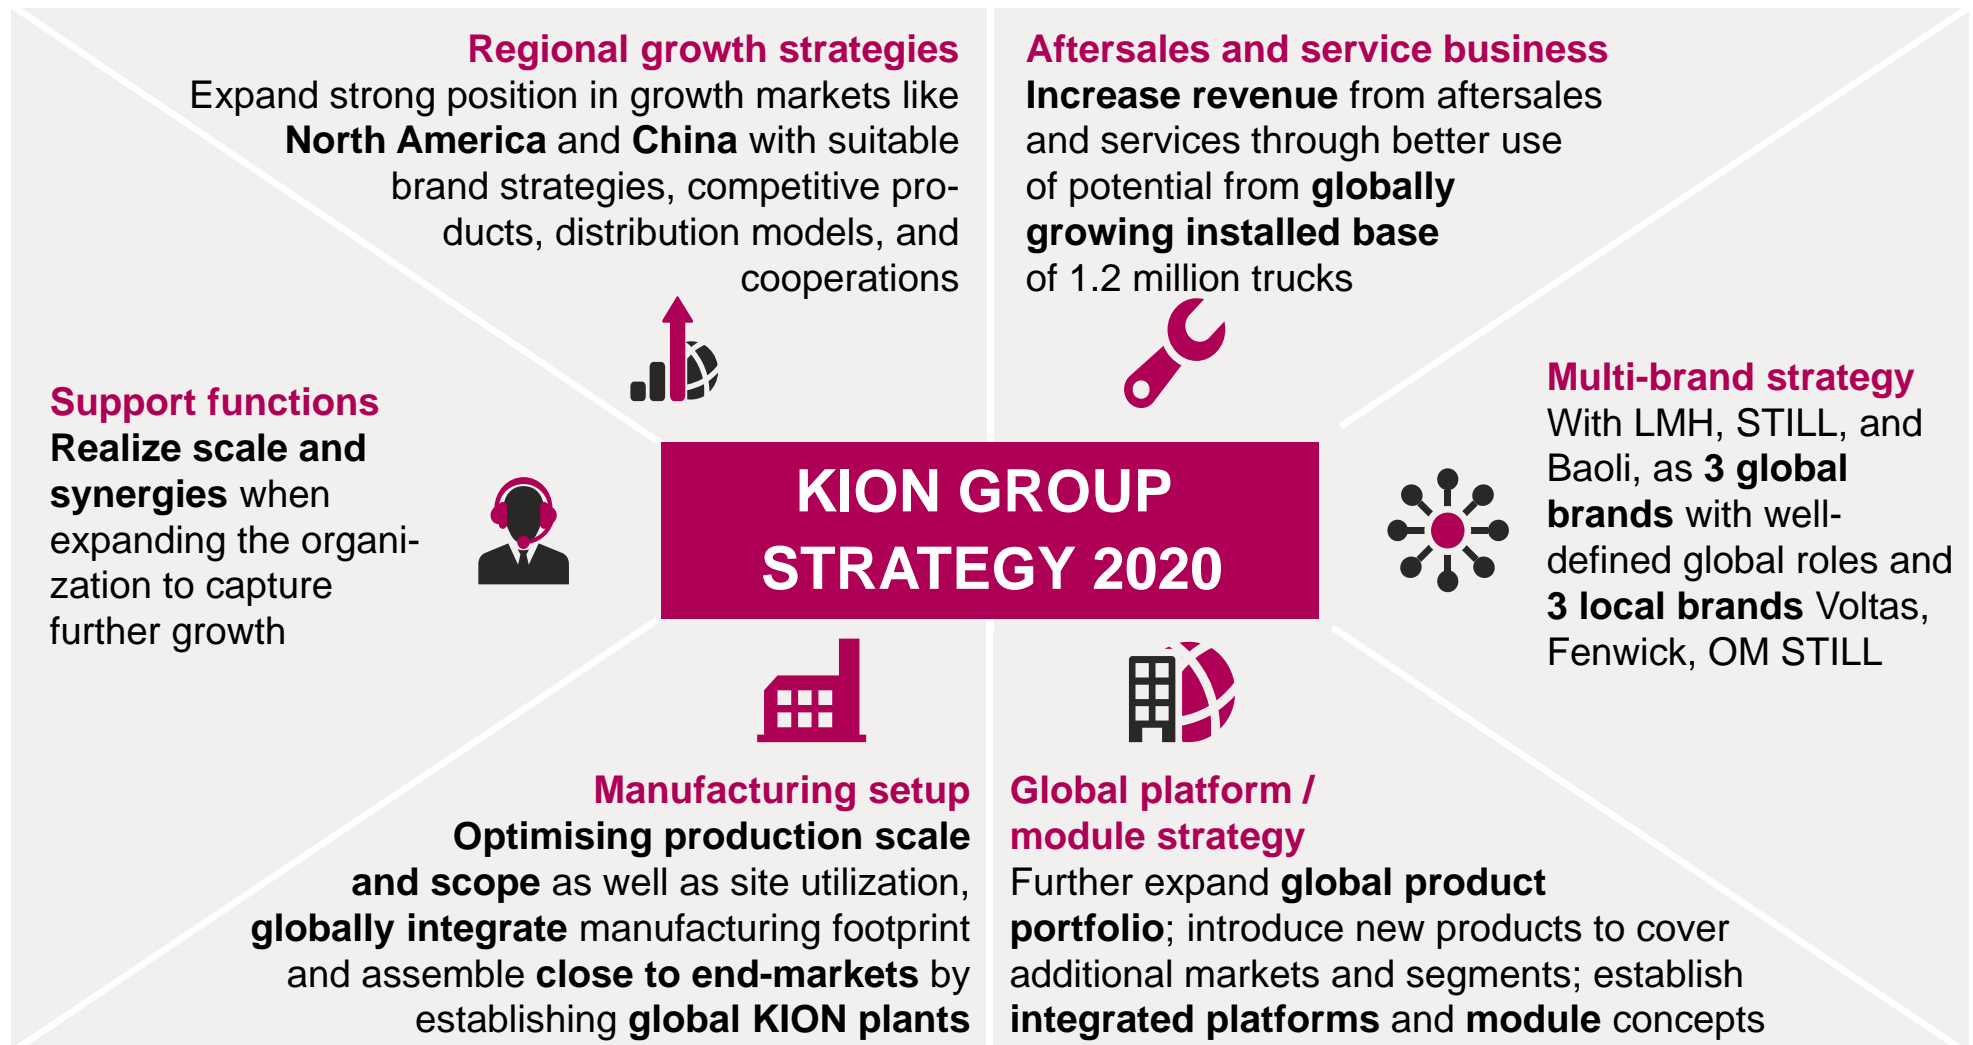 Regional growth strategies
Expand strong position in growth markets like
North America and China with suitable
brand strategies, competitive pro-
ducts, distribution models, and
cooperations
Aftersales and service business
Increase revenue from aftersales
and services through better use
of potential from globally
growing installed base
of 1.2 million trucks
Support functions
Realize scale and
synergies when
expanding the organi-
zation to capture
further growth
KION GROUP
STRATEGY 2020
Multi-brand strategy
With LMH, STILL, and
Baoli, as 3 global
brands with well-
defined global roles and
3 local brands Voltas,
Fenwick, OM STILL
Manufacturing setup
Optimising production scale
and scope as well as site utilization,
globally integrate manufacturing footprint
and assemble close to end-markets by
establishing global KION plants
Global platform /
module strategy
Further expand global product
portfolio; introduce new products to cover
additional markets and segments; establish
integrated platforms and module concepts